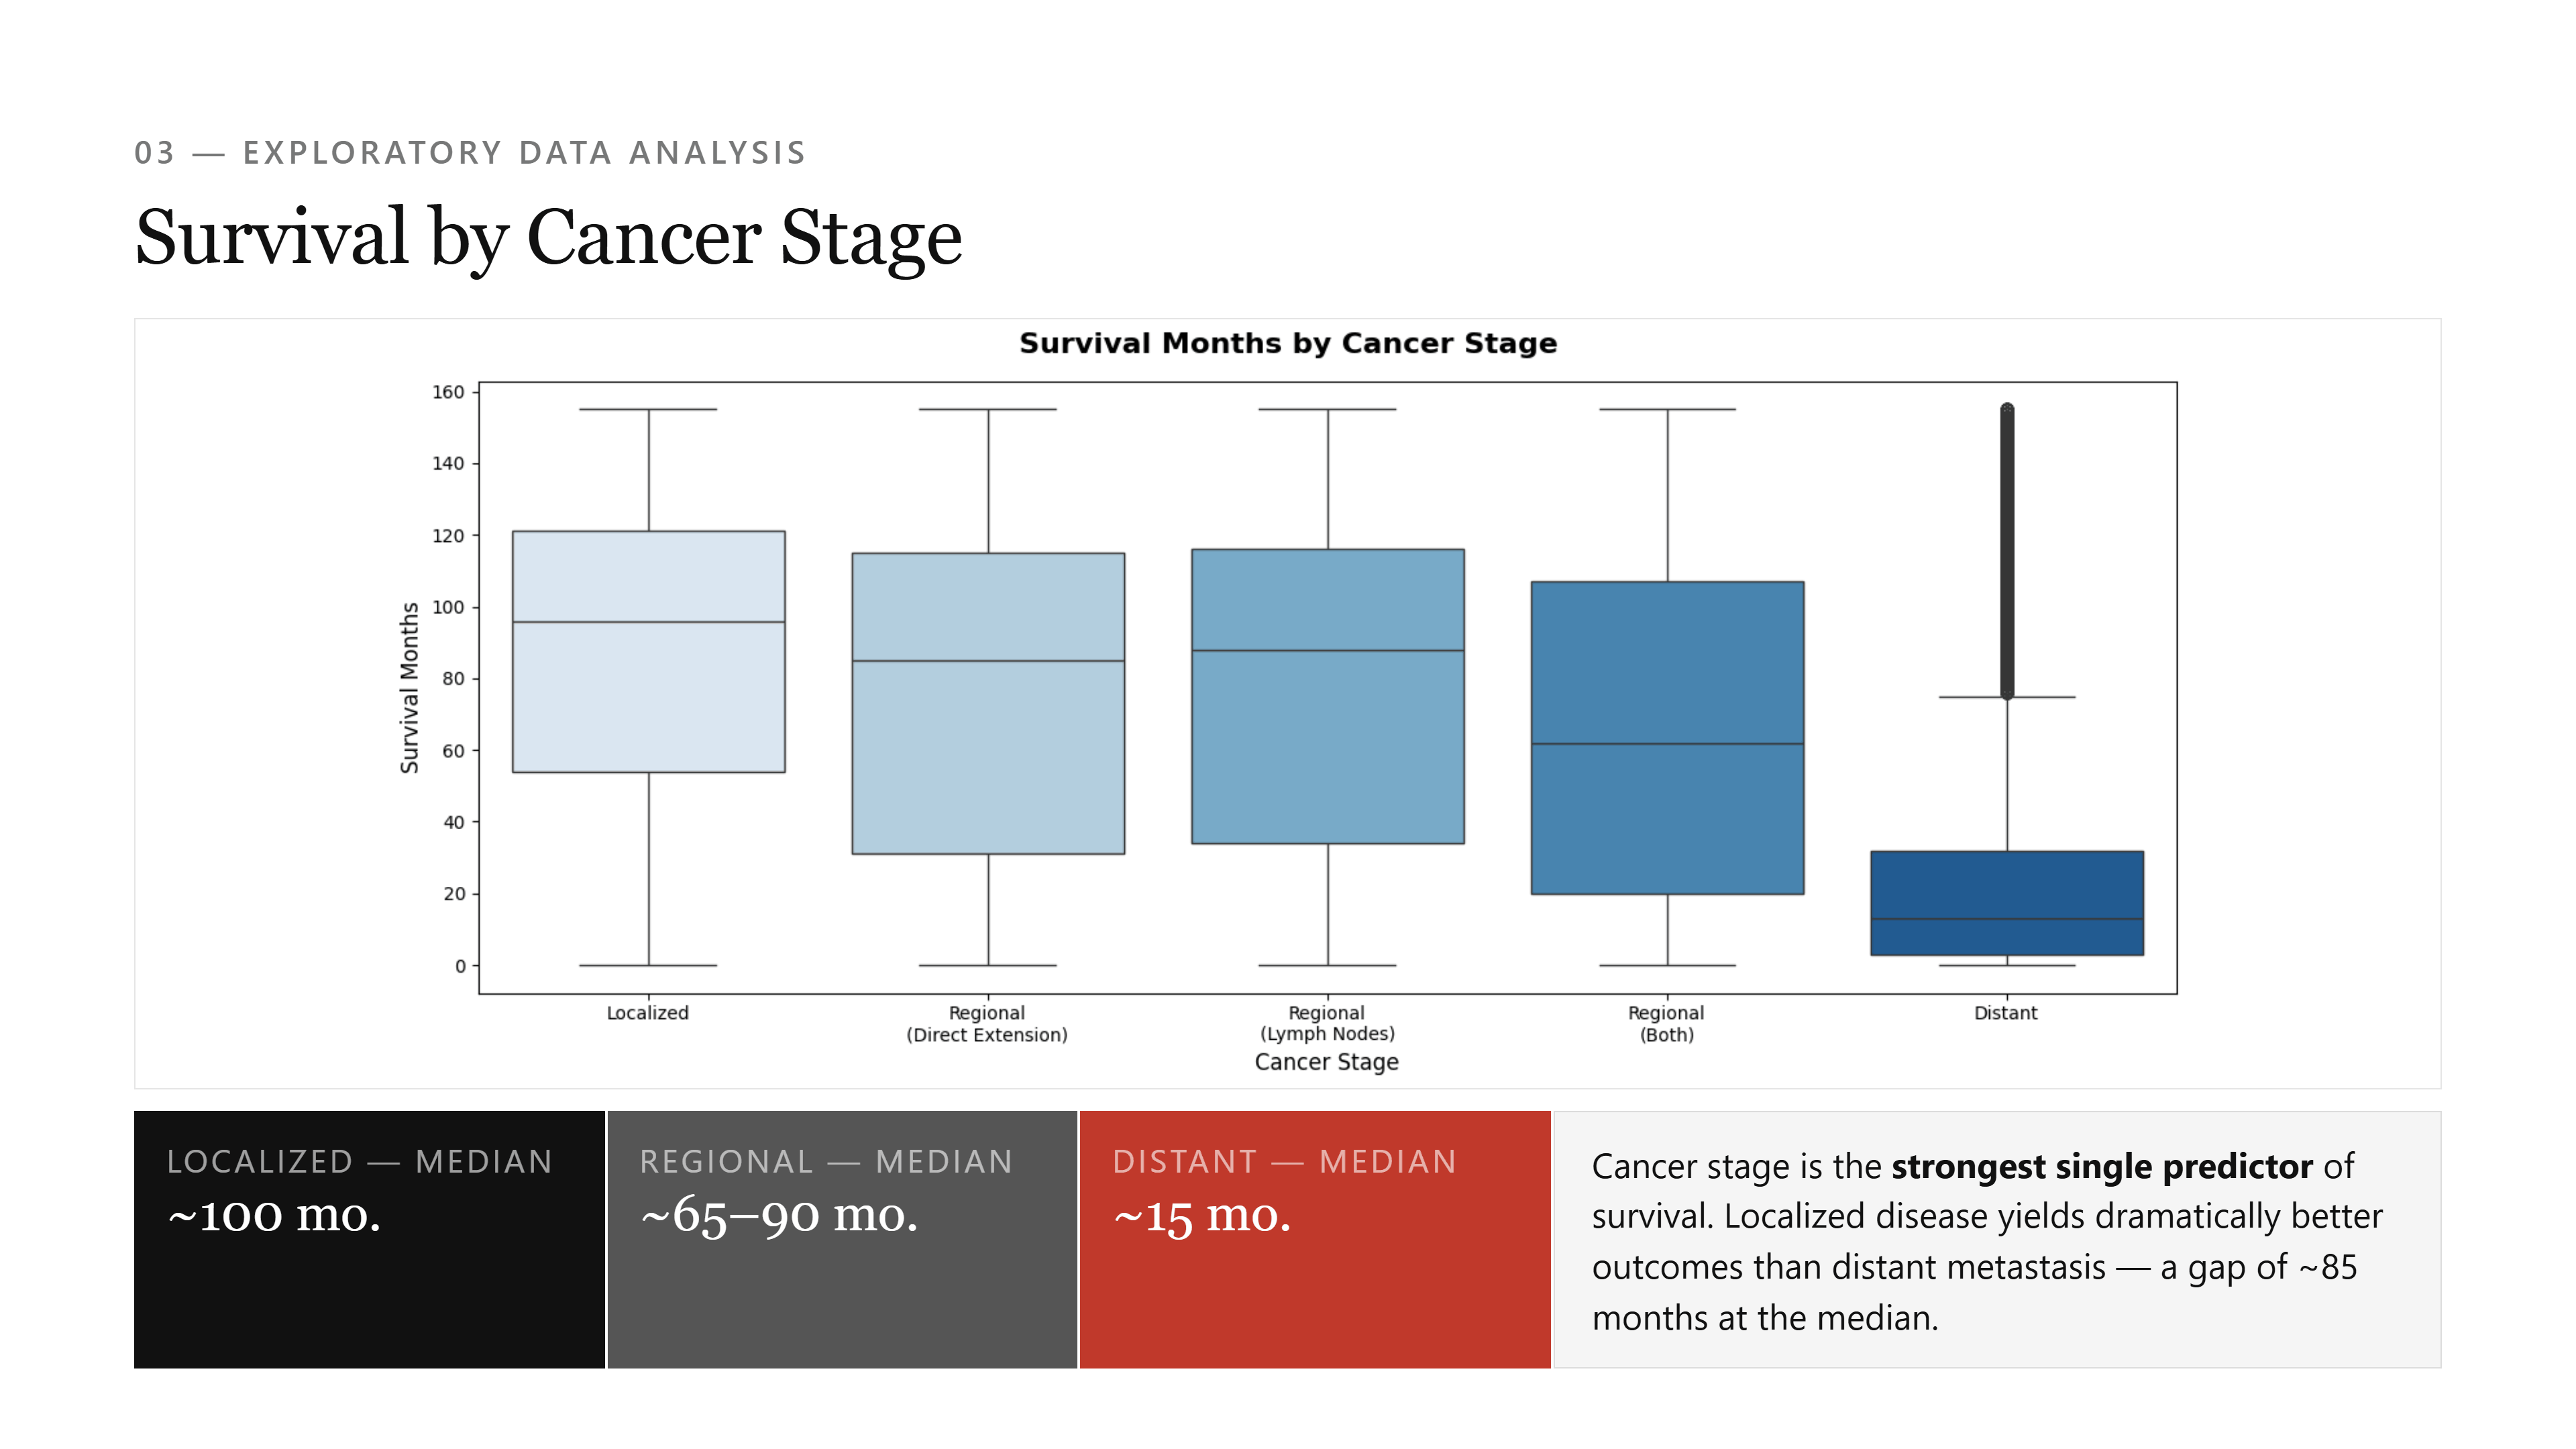 03 — EXPLORATORY DATA ANALYSIS
Survival by Cancer Stage
Survival Months by Cancer Stage
Survival Months
160
140
120
100
80
60
40
20
0
Localized
Regional
(Direct Extension)
Regional
(Lymph Nodes)
Regional
(Both)
Distant
Cancer Stage
LOCALIZED — MEDIAN
~100 mo.
REGIONAL — MEDIAN
~65–90 mo.
DISTANT — MEDIAN
~15 mo.
Cancer stage is the strongest single predictor of
survival. Localized disease yields dramatically better
outcomes than distant metastasis — a gap of ~85
months at the median.